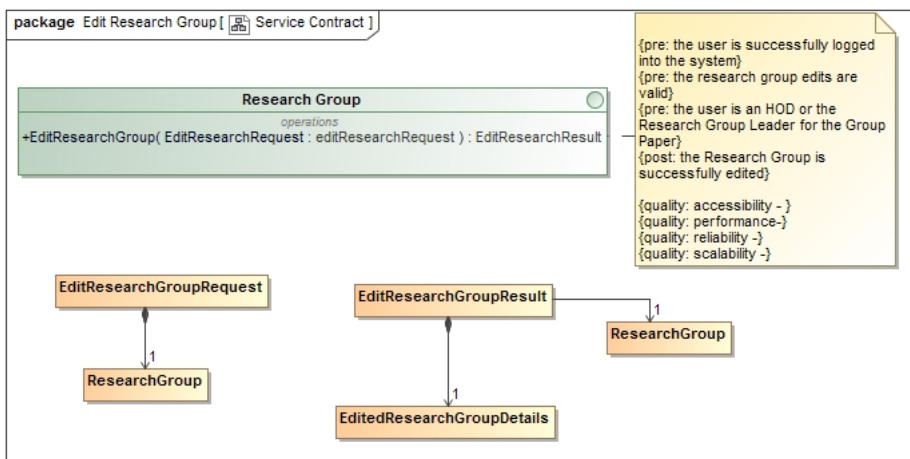 package Edit Research Group [ Service Contract ]
Research Group
operations
+EditResearchGroup( EditResearchRequest : editResearchRequest ) : EditResearchResult
{pre: the user is successfully logged
into the system}
{pre: the research group edits are
valid}
{pre: the user is an HOD or the
Research Group Leader for the Group
Paper}
{post: the Research Group is
successfully edited}
{quality: accessibility - }
{quality: performance-}
{quality: reliability -}
{quality: scalability -}
EditResearchGroupRequest
1
ResearchGroup
EditResearchGroupResult
1
ResearchGroup
1
EditedResearchGroupDetails